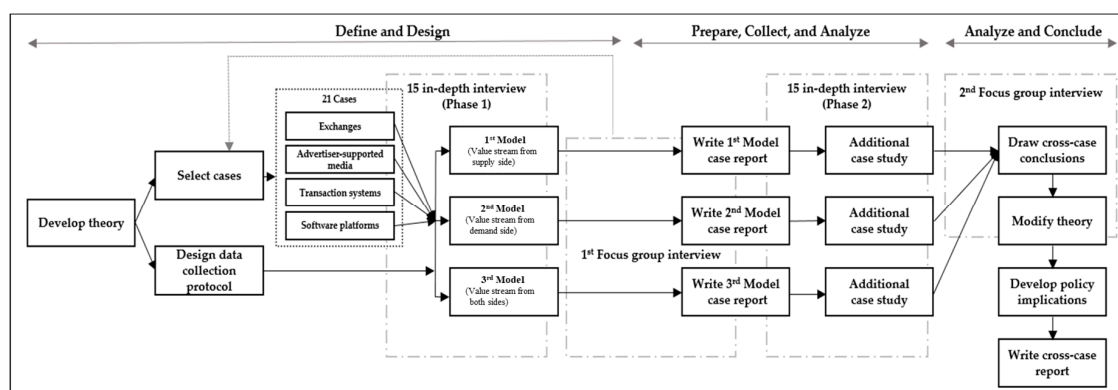 Define and Design
Prepare, Collect, and Analyze
Analyze and Conclude
15 in-depth interview
(Phase 1)
15 in-depth interview
(Phase 2)
2nd Focus group interview
21 Cases
Exchanges
Advertiser-supported
media
Transaction systems
Software platforms
Develop theory
Select cases
Design data
collection
protocol
1st Model
(Value stream from
supply side)
2nd Model
(Value stream from
demand side)
3rd Model
(Value stream from
both sides)
1st Focus group interview
Write 1st Model
case report
Write 2nd Model
case report
Write 3rd Model
case report
Additional
case study
Additional
case study
Additional
case study
Draw cross-case
conclusions
Modify theory
Develop policy
implications
Write cross-case
report